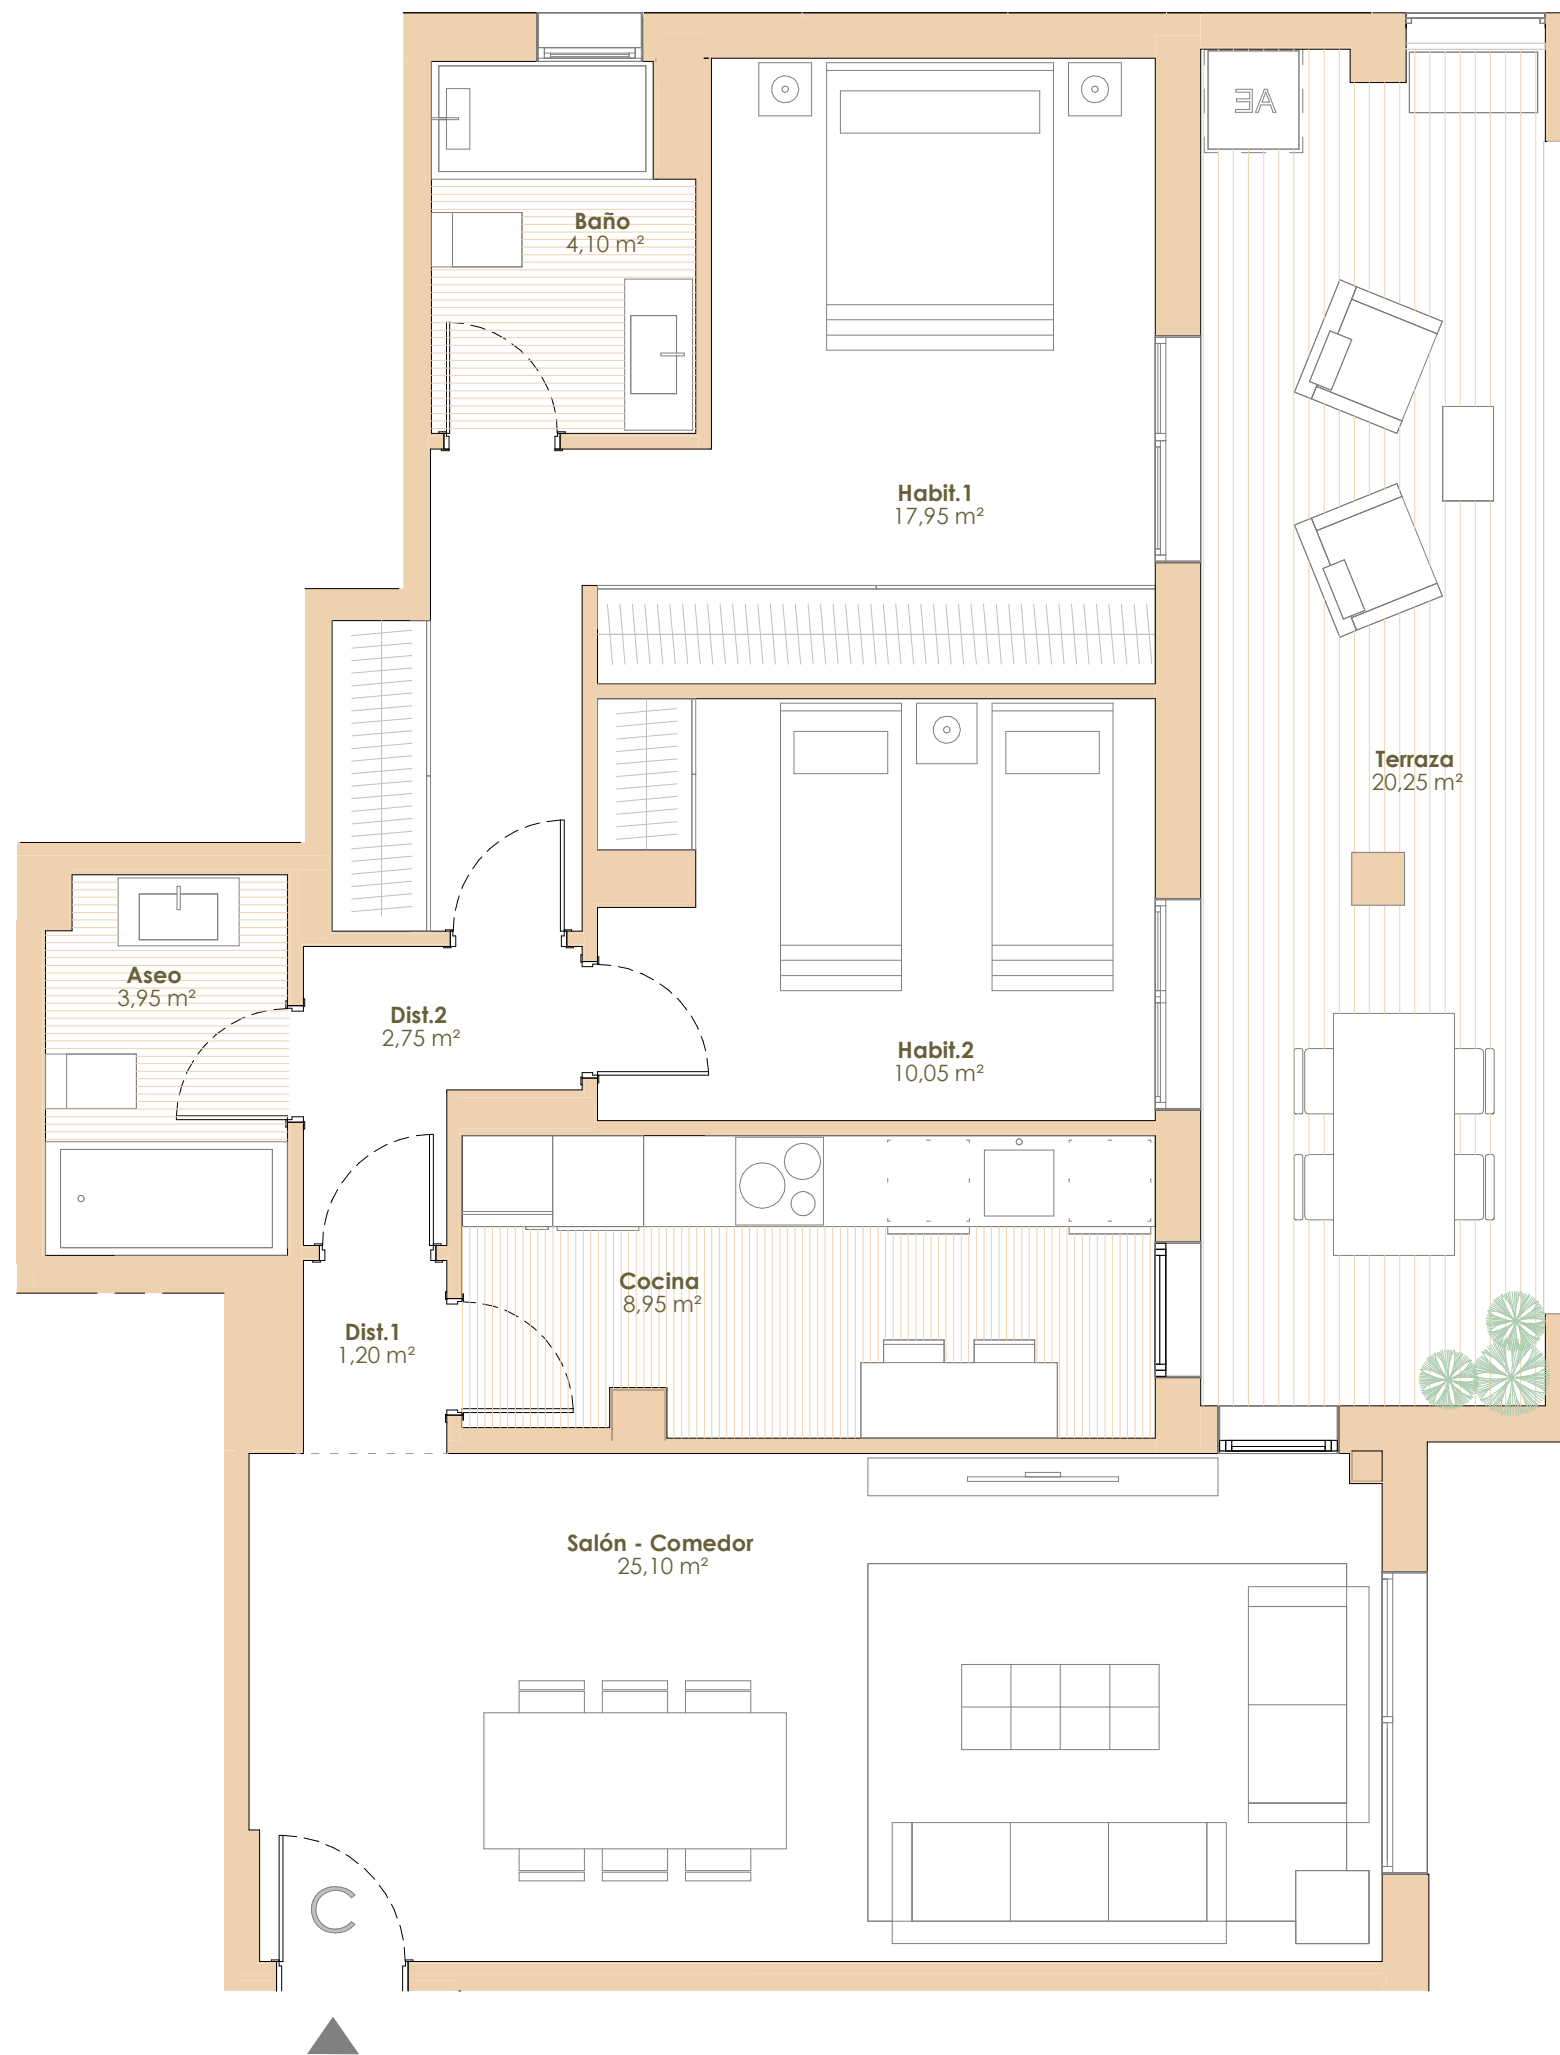 AE
Baño
4,10 m²
Habit.1
17,95 m²
Terraza
20,25 m²
Aseo
3,95 m²
Dist.2
2,75 m²
Habit.2
10,05 m²
Cocina
8,95 m²
Dist.1
1,20 m²
Salón - Comedor
25,10 m²
C